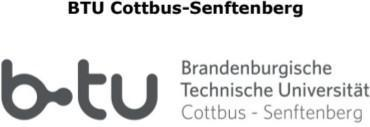 BTU Cottbus-Senftenberg
b-tu
Brandenburgische
Technische Universität
Cottbus - Senftenberg